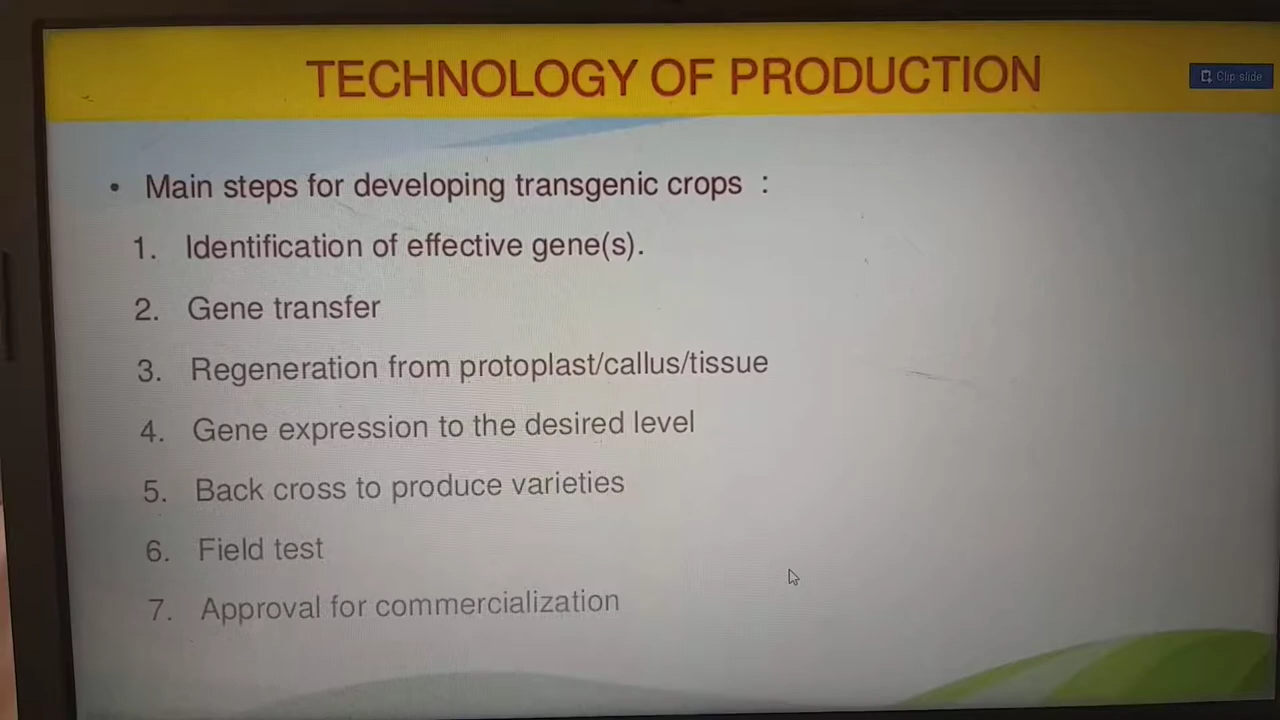 TECHNOLOGY OF PRODUCTION
Clip slide
• Main steps for developing transgenic crops :
1. Identification of effective gene(s).
2. Gene transfer
3. Regeneration from protoplast/callus/tissue
4. Gene expression to the desired level
5. Back cross to produce varieties
6. Field test
7. Approval for commercialization